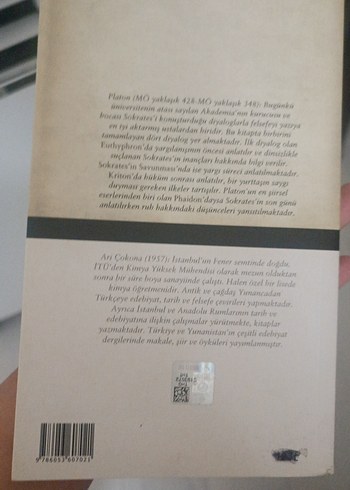 Platon (MÖ yaklaşık 428-MÖ yaklaşık 348): Bugünkü
üniversitenin atası sayılan Akademia'nın kurucusu ve
hocası Sokrates'i konuşturduğu diyaloglarla felsefeyi yazıya
en iyi aktarmış ustalardan biridir. Bu kitapta birbirini
tamamlayan dört diyalog yer almaktadır. İlk diyalog olan
Euthyphron'da yargılanmanın öncesi anlatılır ve dinsizlikle
suçlanan Sokrates'in inançları hakkında bilgi verilir.
Sokrates'in Savunması'nda ise yargı süreci anlatılmaktadır.
Kriton'da hüküm sonrası anlatılır, bir yurttaşın saygı
duyması gereken ilkeler tartışılır. Platon'un en şiirsel
eserlerinden biri olan Phaidon'daysa Sokrates'in son günü
anlatılırken ruh hakkındaki düşünceleri yansıtılmaktadır.
Ari Çokona (1957): İstanbul'un Fener semtinde doğdu.
İTÜ'den Kimya Yüksek Mühendisi olarak mezun olduktan
sonra bir süre boya sanayinde çalıştı. Halen özel bir lisede
kimya öğretmenidir. Antik ve çağdaş Yunancadan
Türkçeye edebiyat, tarih ve felsefe çevirileri yapmaktadır.
Ayrıca İstanbul ve Anadolu Rumlarının tarih ve
edebiyatına ilişkin çalışmalar yürütmekte, kitaplar
yazmaktadır. Türkiye ve Yunanistan'ın çeşitli edebiyat
dergilerinde makale, şiir ve öyküleri yayımlanmıştır.
9 786053 607021